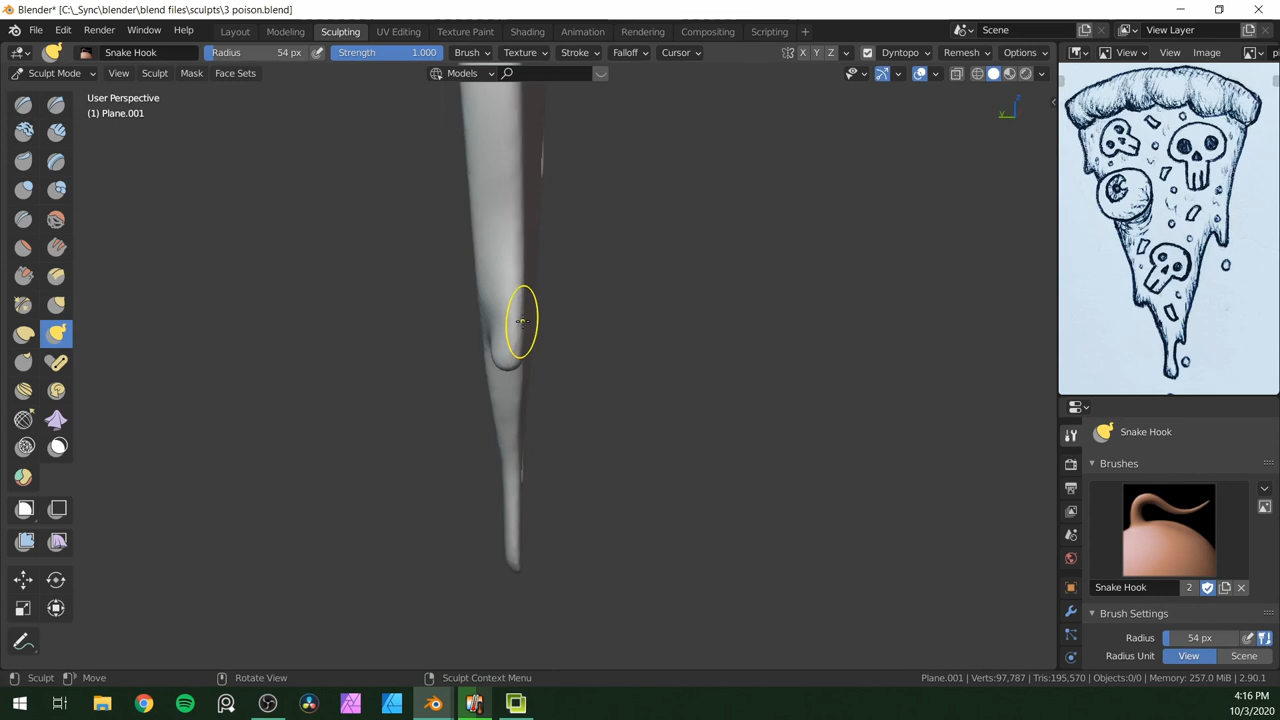 Blender* [C:\_Sync\blender\blend files\sculpts\3 poison.blend]
File Edit Render Window Help Layout Modeling Sculpting UV Editing Texture Paint Shading Animation Rendering Compositing Scripting + Scene View Layer
Snake Hook Radius 54 px Strength 1.000 Brush Texture Stroke Falloff Cursor X Y Z Dyntopo Remesh Options View View Image
Sculpt Mode View Sculpt Mask Face Sets Models
User Perspective
(1) Plane.001
Z
Y
Snake Hook
Brushes
Snake Hook 2
Brush Settings
Radius 54 px
Radius Unit View Scene
Sculpt Move Rotate View Sculpt Context Menu Plane.001 | Verts:97,787 | Tris:195,570 | Objects:0/0 | Memory: 257.0 MiB | 2.90.1
4:16 PM
10/3/2020